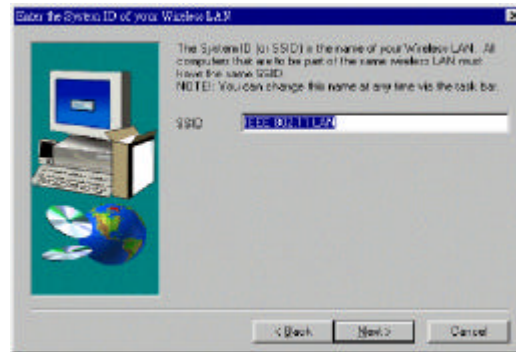 Enter the System ID of your Wireless LAN
The System ID (or SSID) is the name of your Wireless LAN. All
computers that are to be part of the same wireless LAN must
have the same SSID
NOTE!: You can change this name at any time via the task bar.
SSID
IEEE 802.11 LAN
< Back
Next >
Cancel